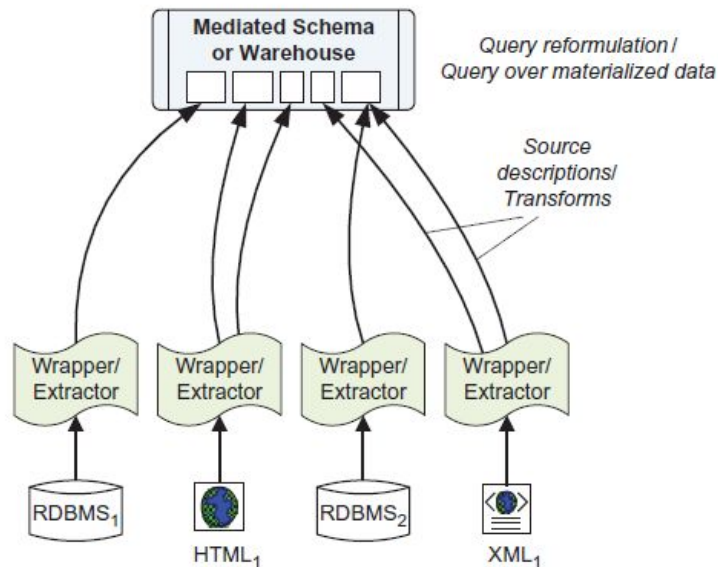 Mediated Schema
or Warehouse
Query reformulation/
Query over materialized data
Source
descriptions/
Transforms
Wrapper/
Extractor
Wrapper/
Extractor
Wrapper/
Extractor
Wrapper/
Extractor
RDBMS1
HTML1
RDBMS2
XML1